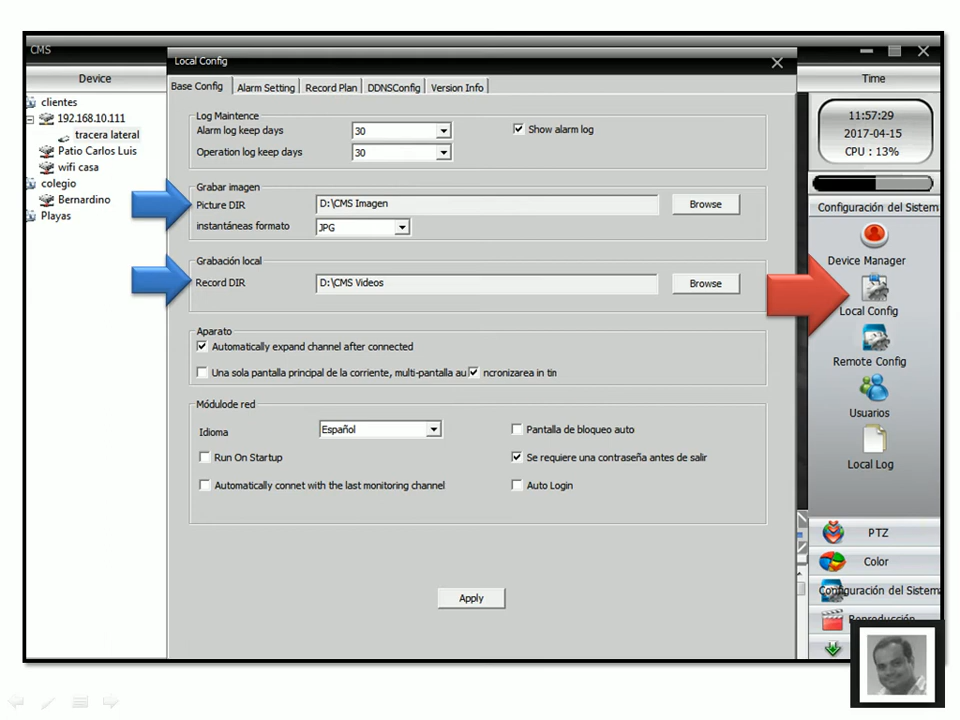 CMS
Local Config
Device
Base Config
Alarm Setting
Record Plan
DDNSConfig
Version Info
Time
clientes
192.168.10.111
tracera lateral
Patio Carlos Luis
wifi casa
colegio
Bernardino
Playas
Log Maintence
Alarm log keep days
30
Show alarm log
Operation log keep days
30
Grabar imagen
Picture DIR
D:\CMS Imagen
Browse
instantáneas formato
JPG
Grabación local
Record DIR
D:\CMS Videos
Browse
Aparato
Automatically expand channel after connected
Una sola pantalla principal de la corriente, multi-pantalla au
ncronizarea in tin
Módulode red
Idioma
Español
Pantalla de bloqueo auto
Run On Startup
Se requiere una contraseña antes de salir
Automatically connet with the last monitoring channel
Auto Login
Apply
11:57:29
2017-04-15
CPU : 13%
Configuración del Sistema
Device Manager
Local Config
Remote Config
Usuarios
Local Log
PTZ
Color
Configuración del Sistema
Reproducción